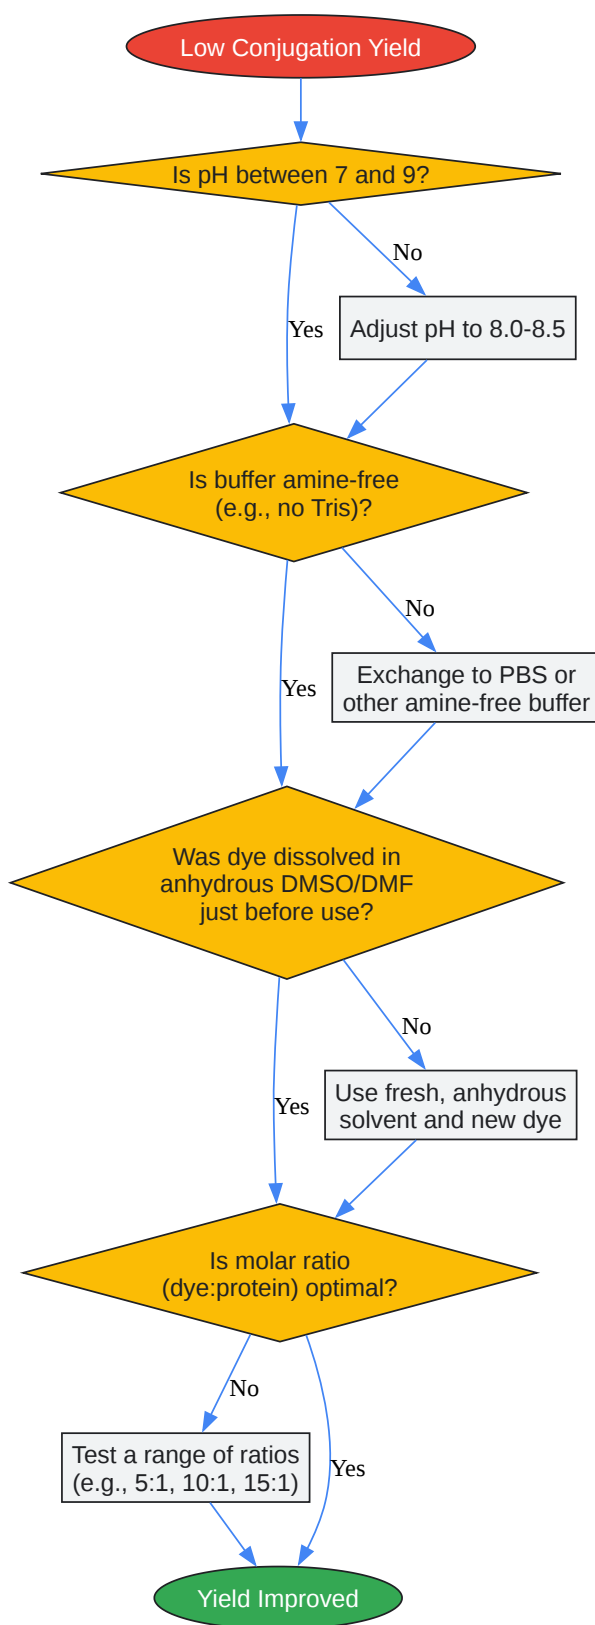 Low Conjugation Yield
Is pH between 7 and 9?
No
Yes
Adjust pH to 8.0-8.5
Is buffer amine-free
(e.g., no Tris)?
No
Yes
Exchange to PBS or
other amine-free buffer
Was dye dissolved in
anhydrous DMSO/DMF
just before use?
No
Yes
Use fresh, anhydrous
solvent and new dye
Is molar ratio
(dye:protein) optimal?
No
Yes
Test a range of ratios
(e.g., 5:1, 10:1, 15:1)
Yield Improved